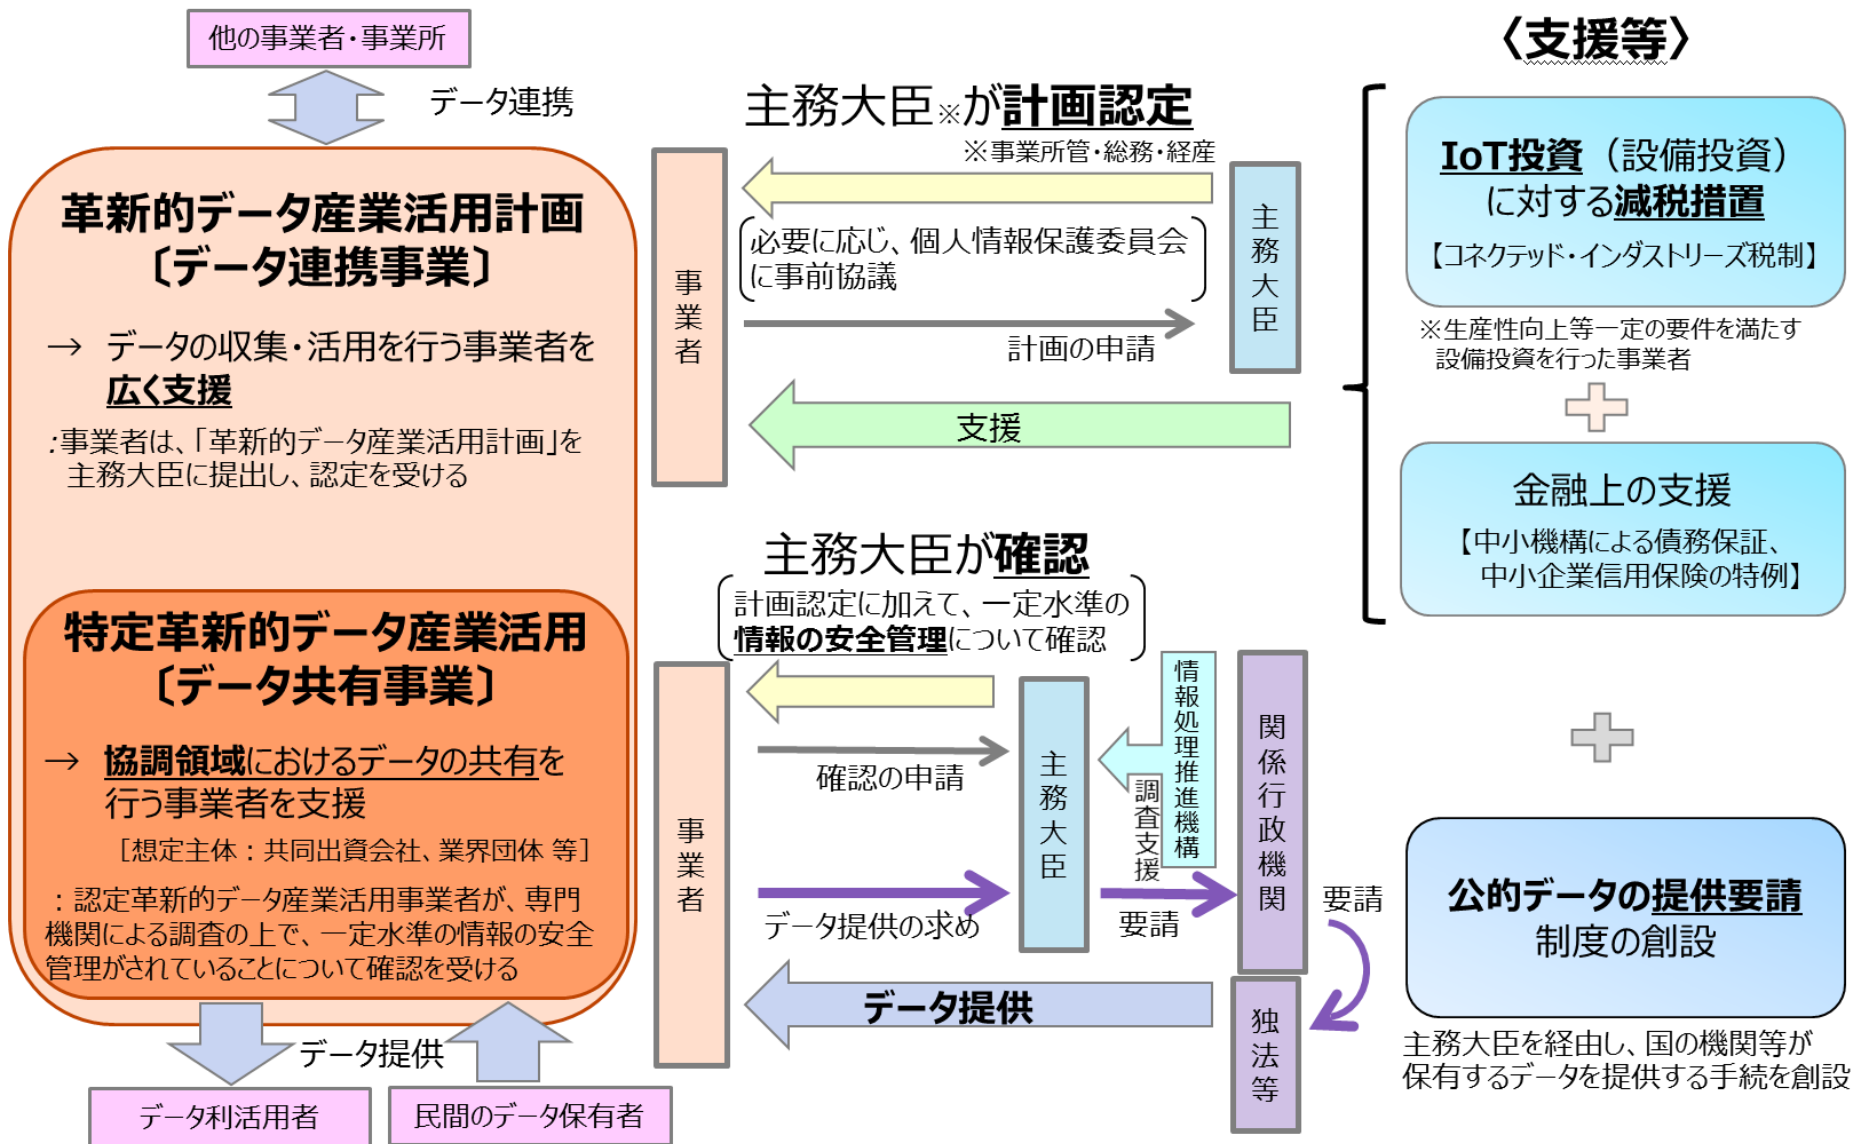 他の事業者・事業所
データ連携
革新的データ産業活用計画
〔データ連携事業〕
→ データの収集・活用を行う事業者を
広く支援
:事業者は、「革新的データ産業活用計画」を
主務大臣に提出し、認定を受ける
特定革新的データ産業活用
〔データ共有事業〕
→ 協調領域におけるデータの共有を
行う事業者を支援
［想定主体：共同出資会社、業界団体 等］
：認定革新的データ産業活用事業者が、専門
機関による調査の上で、一定水準の情報の安全
管理がされていることについて確認を受ける
データ提供
データ利活用者
民間のデータ保有者
主務大臣※が計画認定
※事業所管・総務・経産
事業者
必要に応じ、個人情報保護委員会
に事前協議
計画の申請
主務大臣
支援
主務大臣が確認
計画認定に加えて、一定水準の
情報の安全管理について確認
事業者
確認の申請
データ提供の求め
主務大臣
情報処理推進機構
調査支援
要請
関係行政機関
要請
データ提供
独法等
〈支援等〉
IoT投資（設備投資）
に対する減税措置
【コネクテッド・インダストリーズ税制】
※生産性向上等一定の要件を満たす
設備投資を行った事業者
金融上の支援
【中小機構による債務保証、
中小企業信用保険の特例】
公的データの提供要請
制度の創設
主務大臣を経由し、国の機関等が
保有するデータを提供する手続を創設